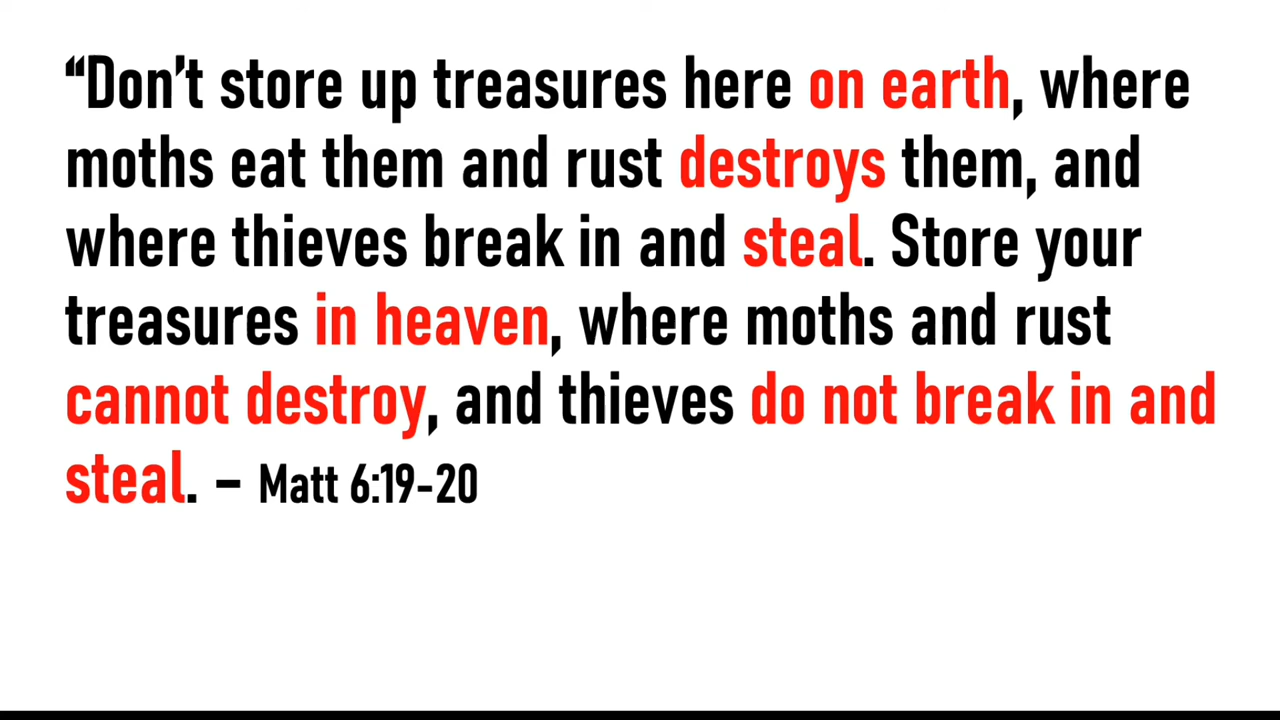 “Don’t store up treasures here on earth, where
moths eat them and rust destroys them, and
where thieves break in and steal. Store your
treasures in heaven, where moths and rust
cannot destroy, and thieves do not break in and
steal. – Matt 6:19-20